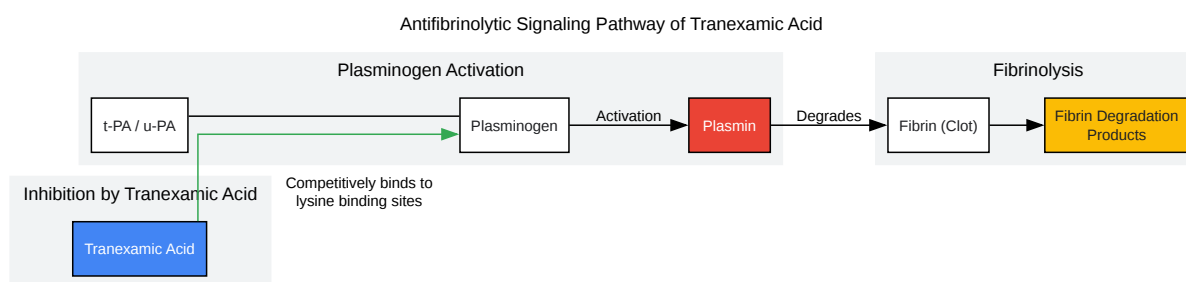 Antifibrinolytic Signaling Pathway of Tranexamic Acid
Plasminogen Activation
Fibrinolysis
t-PA / u-PA
Plasminogen
Activation
Plasmin
Degrades
Fibrin (Clot)
Fibrin Degradation
Products
Inhibition by Tranexamic Acid
Competitively binds to
lysine binding sites
Tranexamic Acid